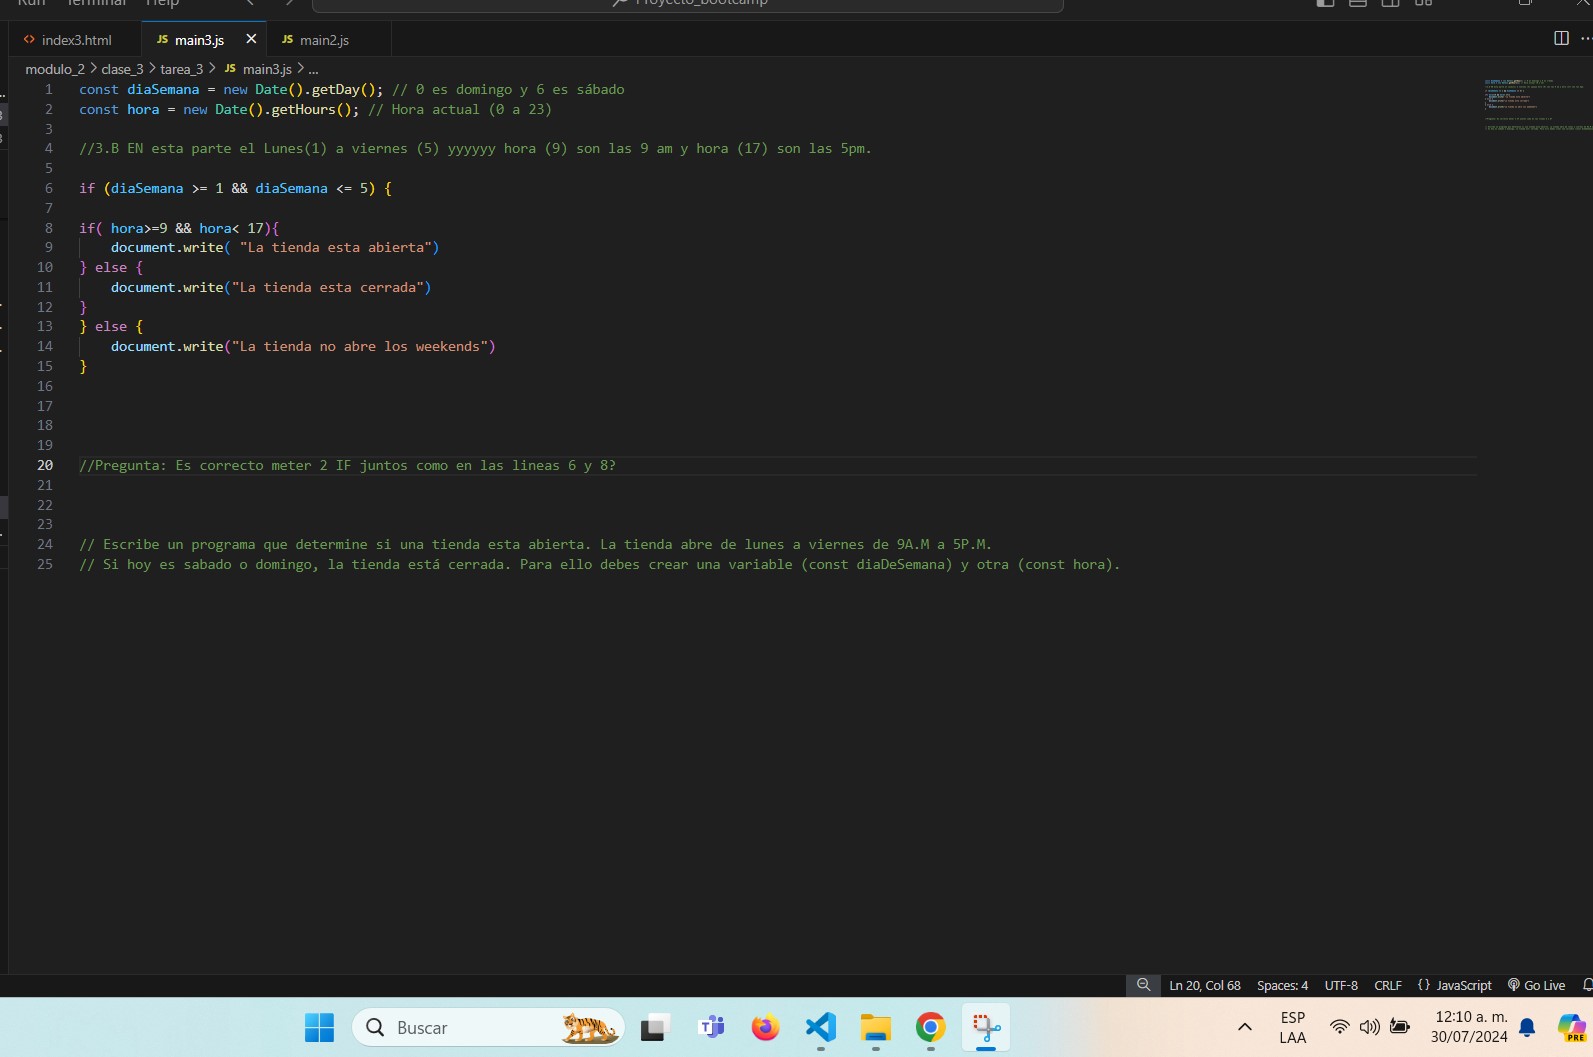 Run Terminal Help Proyecto_bootcamp
index3.html JS main3.js JS main2.js
modulo_2 > clase_3 > tarea_3 > JS main3.js > ...
1 const diaSemana = new Date().getDay(); // 0 es domingo y 6 es sábado
2 const hora = new Date().getHours(); // Hora actual (0 a 23)
3
4 //3.B EN esta parte el Lunes(1) a viernes (5) yyyyyy hora (9) son las 9 am y hora (17) son las 5pm.
5
6 if (diaSemana >= 1 && diaSemana <= 5) {
7
8 if( hora>=9 && hora< 17){
9 document.write( "La tienda esta abierta")
10 } else {
11 document.write("La tienda esta cerrada")
12 }
13 } else {
14 document.write("La tienda no abre los weekends")
15 }
16
17
18
19
20 //Pregunta: Es correcto meter 2 IF juntos como en las lineas 6 y 8?
21
22
23
24 // Escribe un programa que determine si una tienda esta abierta. La tienda abre de lunes a viernes de 9A.M a 5P.M.
25 // Si hoy es sabado o domingo, la tienda está cerrada. Para ello debes crear una variable (const diaDeSemana) y otra (const hora).
Ln 20, Col 68 Spaces: 4 UTF-8 CRLF {} JavaScript Go Live
Buscar
ESP
LAA
12:10 a. m.
30/07/2024
PRE